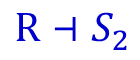 R ⊣ S₂